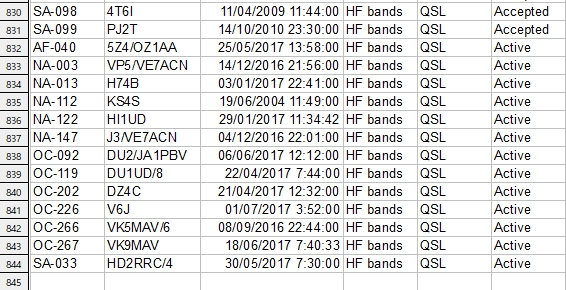 830 SA-098 4T6I 11/04/2009 11:44:00 HF bands QSL Accepted
831 SA-099 PJ2T 14/10/2010 23:30:00 HF bands QSL Accepted
832 AF-040 5Z4/OZ1AA 25/05/2017 13:58:00 HF bands QSL Active
833 NA-003 VP5/VE7ACN 14/12/2016 21:56:00 HF bands QSL Active
834 NA-013 H74B 03/01/2017 22:41:00 HF bands QSL Active
835 NA-112 KS4S 19/06/2004 11:49:00 HF bands QSL Active
836 NA-122 HI1UD 29/01/2017 11:34:42 HF bands QSL Active
837 NA-147 J3/VE7ACN 04/12/2016 22:01:00 HF bands QSL Active
838 OC-092 DU2/JA1PBV 06/06/2017 12:12:00 HF bands QSL Active
839 OC-119 DU1UD/8 22/04/2017 7:44:00 HF bands QSL Active
840 OC-202 DZ4C 21/04/2017 12:32:00 HF bands QSL Active
841 OC-226 V6J 01/07/2017 3:52:00 HF bands QSL Active
842 OC-266 VK5MAV/6 08/09/2016 22:44:00 HF bands QSL Active
843 OC-267 VK9MAV 18/06/2017 7:40:33 HF bands QSL Active
844 SA-033 HD2RRC/4 30/05/2017 7:30:00 HF bands QSL Active
845